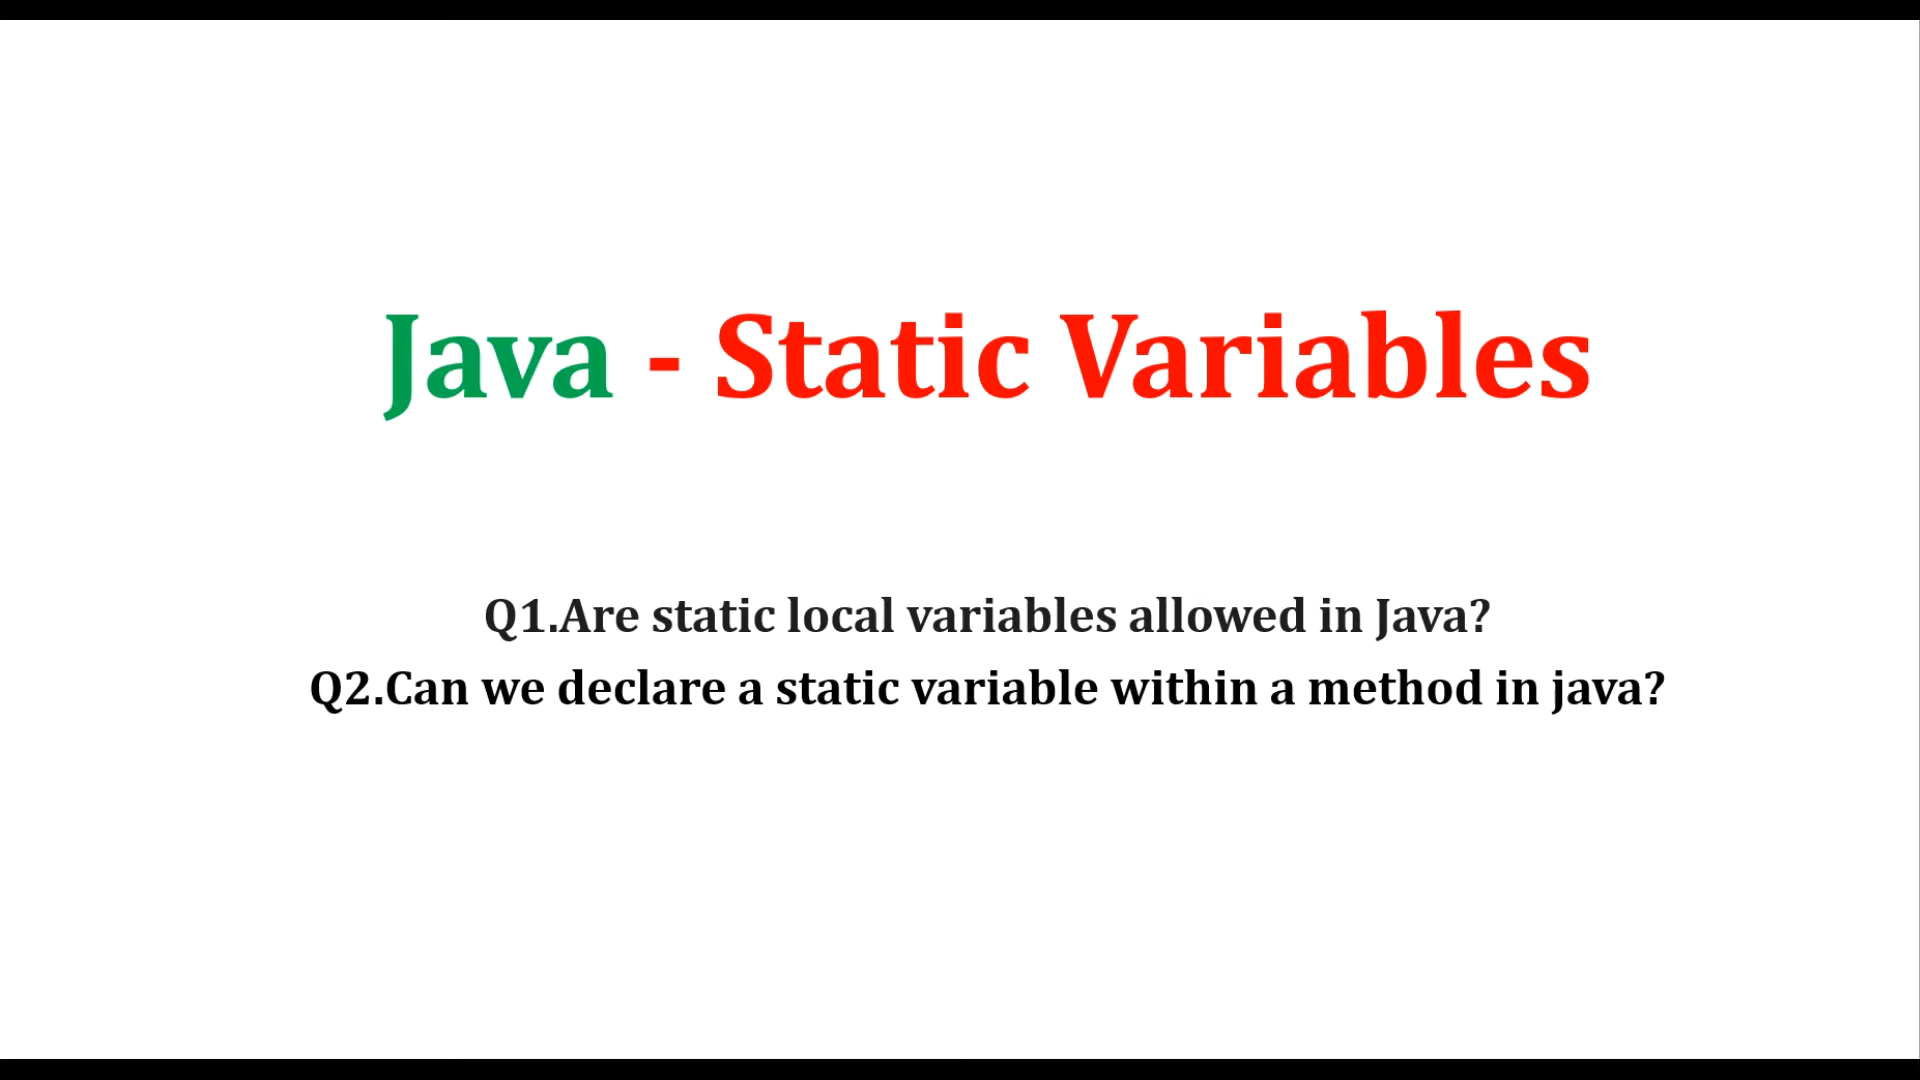 Java - Static Variables
Q1.Are static local variables allowed in Java?
Q2.Can we declare a static variable within a method in java?